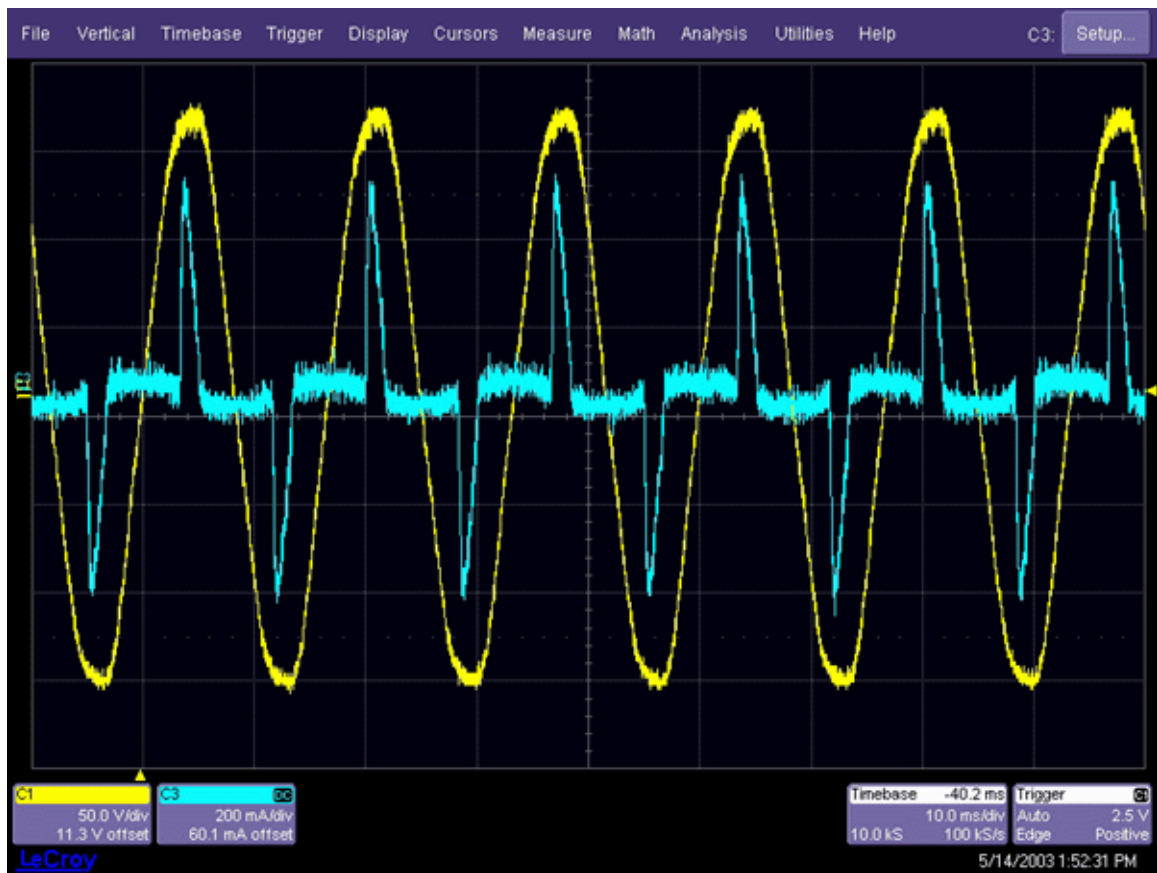 File Vertical Timebase Trigger Display Cursors Measure Math Analysis Utilities Help C3: Setup...
C1
50.0 V/div
11.3 V offset
C3 DC
200 mA/div
60.1 mA offset
Timebase -40.2 ms
10.0 ms/div
10.0 kS 100 kS/s
Trigger C1
Auto 2.5 V
Edge Positive
LeCroy
5/14/2003 1:52:31 PM